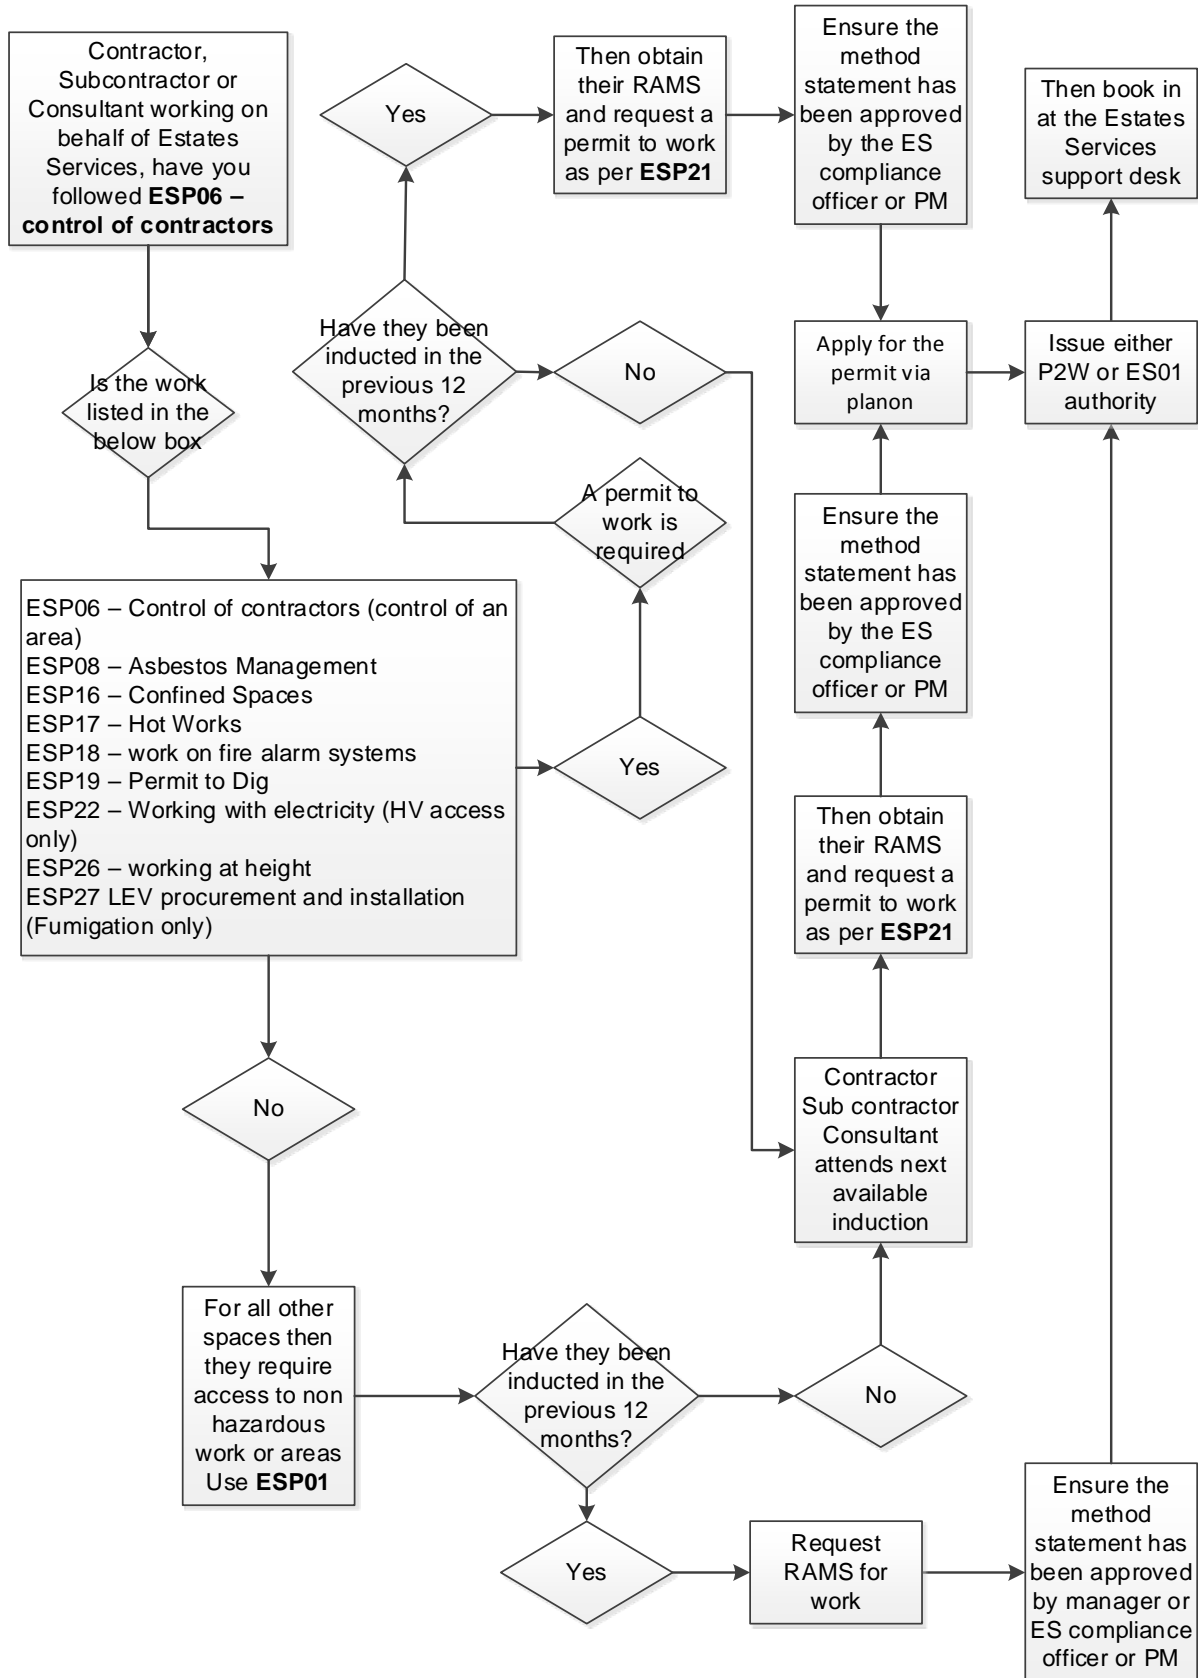 Contractor,
Subcontractor or
Consultant working on
behalf of Estates
Services, have you
followed ESP06 –
control of contractors
Is the work
listed in the
below box
ESP06 – Control of contractors (control of an
area)
ESP08 – Asbestos Management
ESP16 – Confined Spaces
ESP17 – Hot Works
ESP18 – work on fire alarm systems
ESP19 – Permit to Dig
ESP22 – Working with electricity (HV access
only)
ESP26 – working at height
ESP27 LEV procurement and installation
(Fumigation only)
Yes
A permit to
work is
required
Have they been
inducted in the
previous 12
months?
Yes
Then obtain
their RAMS
and request a
permit to work
as per ESP21
Ensure the
method
statement has
been approved
by the ES
compliance
officer or PM
Apply for the
permit via
planon
Issue either
P2W or ES01
authority
Then book in
at the Estates
Services
support desk
No
Contractor
Sub contractor
Consultant
attends next
available
induction
Then obtain
their RAMS
and request a
permit to work
as per ESP21
Ensure the
method
statement has
been approved
by the ES
compliance
officer or PM
No
For all other
spaces then
they require
access to non
hazardous
work or areas
Use ESP01
Have they been
inducted in the
previous 12
months?
No
Yes
Request
RAMS for
work
Ensure the
method
statement has
been approved
by manager or
ES compliance
officer or PM